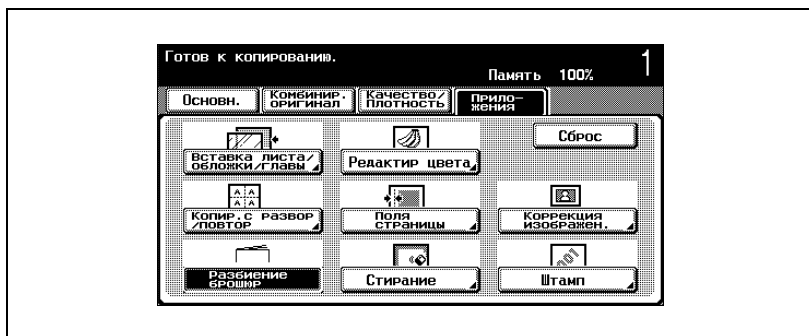 Готов к копированию.
1
Память 100%
Основн.
Комбинир.
оригинал
Качество/
Плотность
Прило-
жения
Вставка листа/
обложки/главы
Редактир цвета
Сброс
Копир.с развор
/повтор
Поля
страницы
Коррекция
изображен.
Разбиение
брошюр
Стирание
Штамп